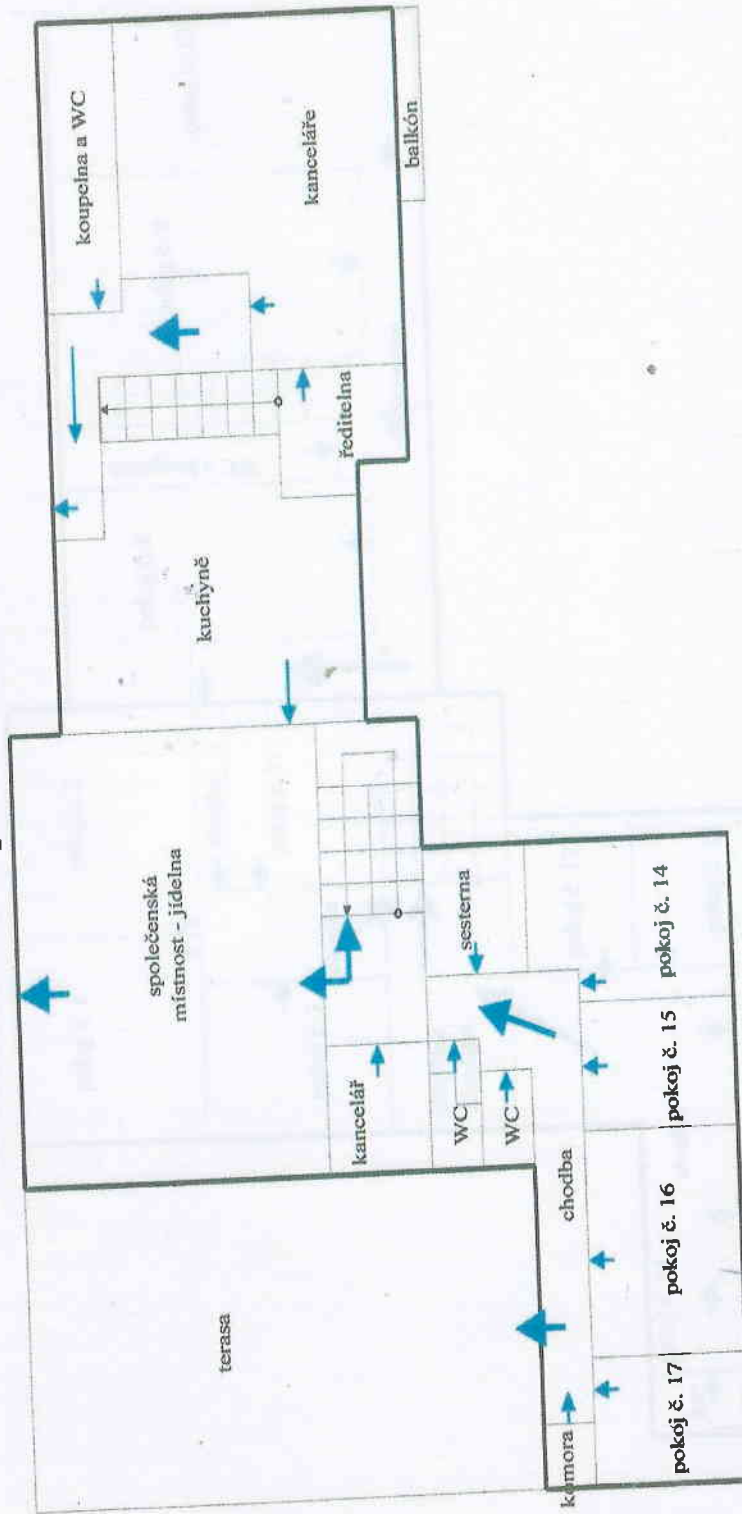 koupelna a WC
kanceláře
balkón
ředitelna
kuchyně
společenská
místnost - jídelna
sesterna
kancelář
WC
WC
chodba
terasa
komora
pokoj č. 14
pokoj č. 15
pokoj č. 16
pokoj č. 17